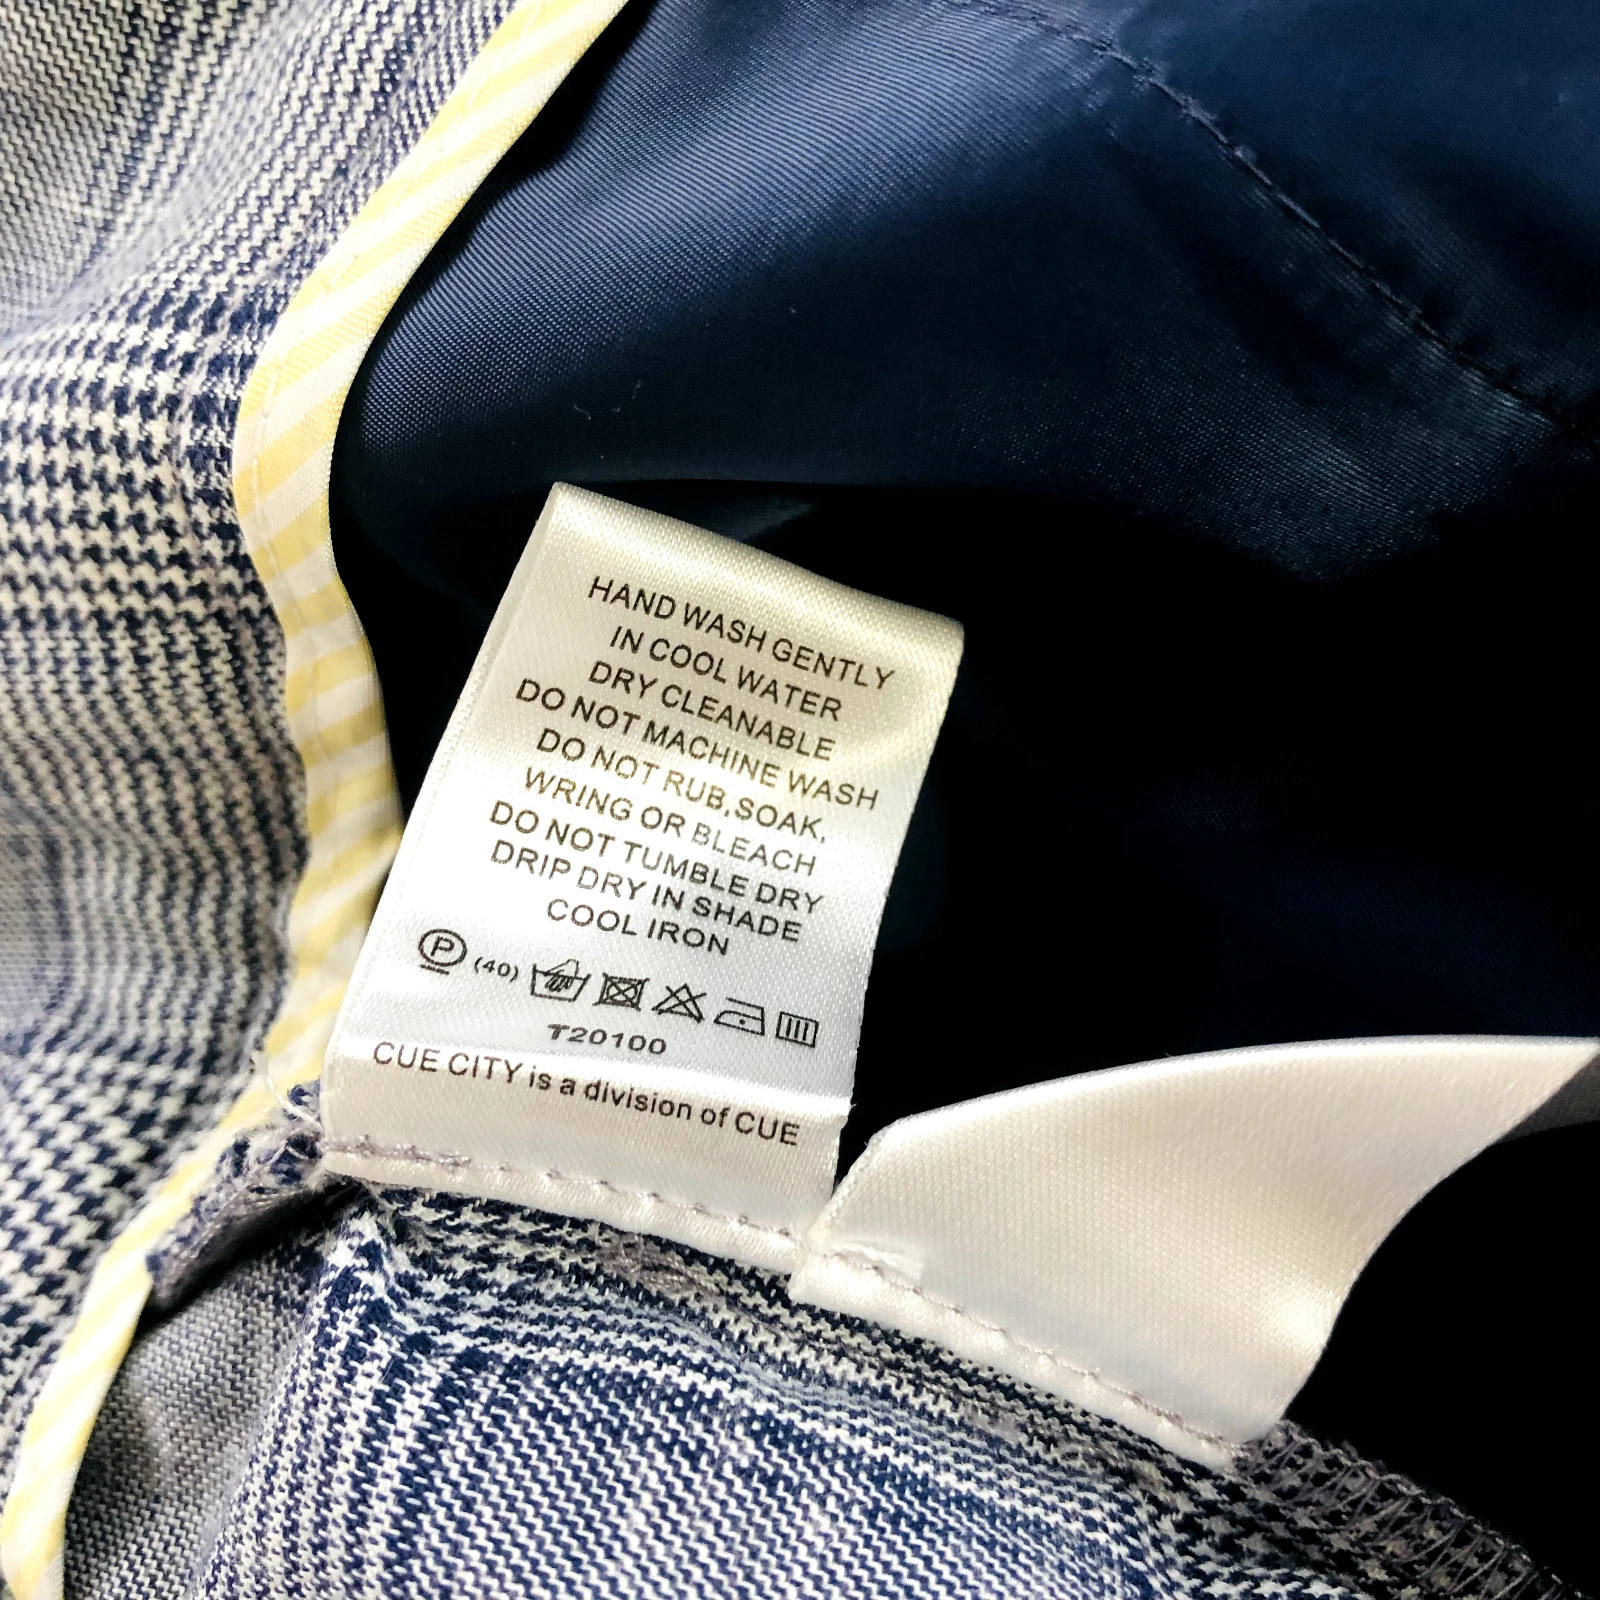 HAND WASH GENTLY
IN COOL WATER
DRY CLEANABLE
DO NOT MACHINE WASH
DO NOT RUB,SOAK,
WRING OR BLEACH
DO NOT TUMBLE DRY
DRIP DRY IN SHADE
COOL IRON
P (40)
T20100
CUE CITY is a division of CUE